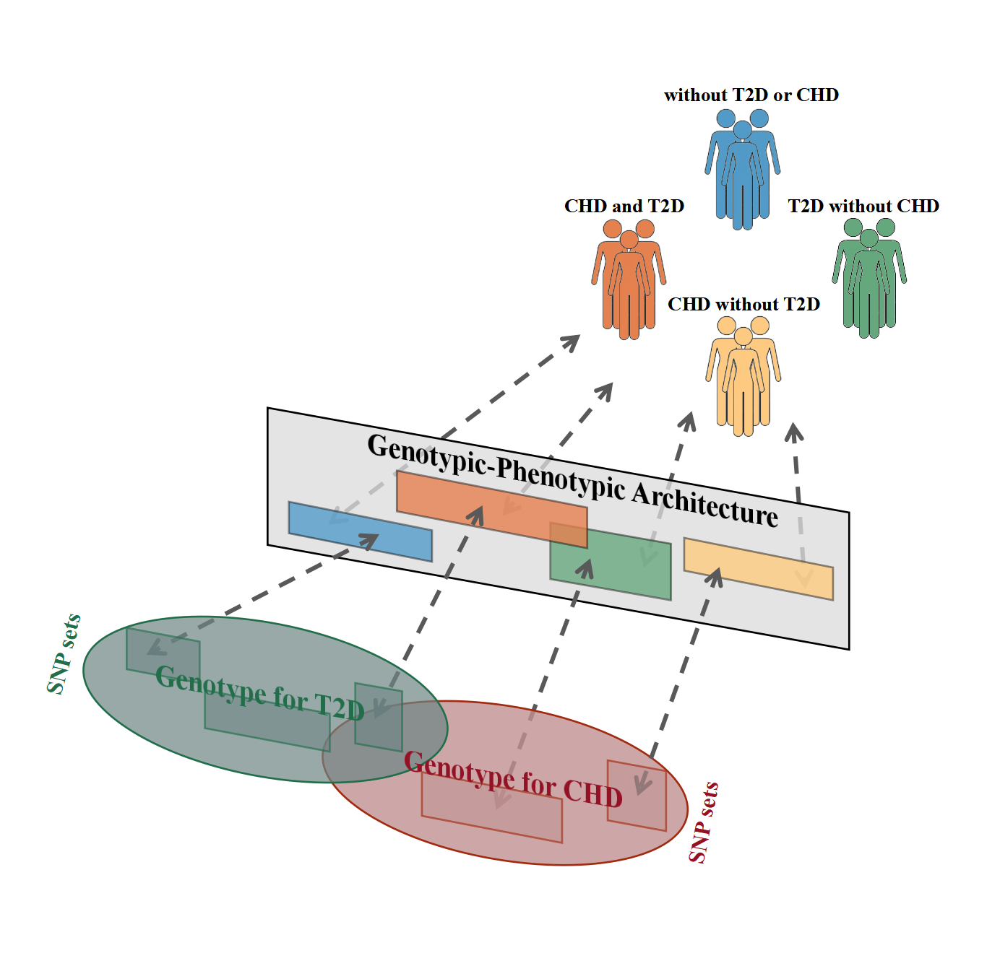 without T2D or CHD
CHD and T2D
T2D without CHD
CHD without T2D
Genotypic-Phenotypic Architecture
SNP sets
Genotype for T2D
Genotype for CHD
SNP sets